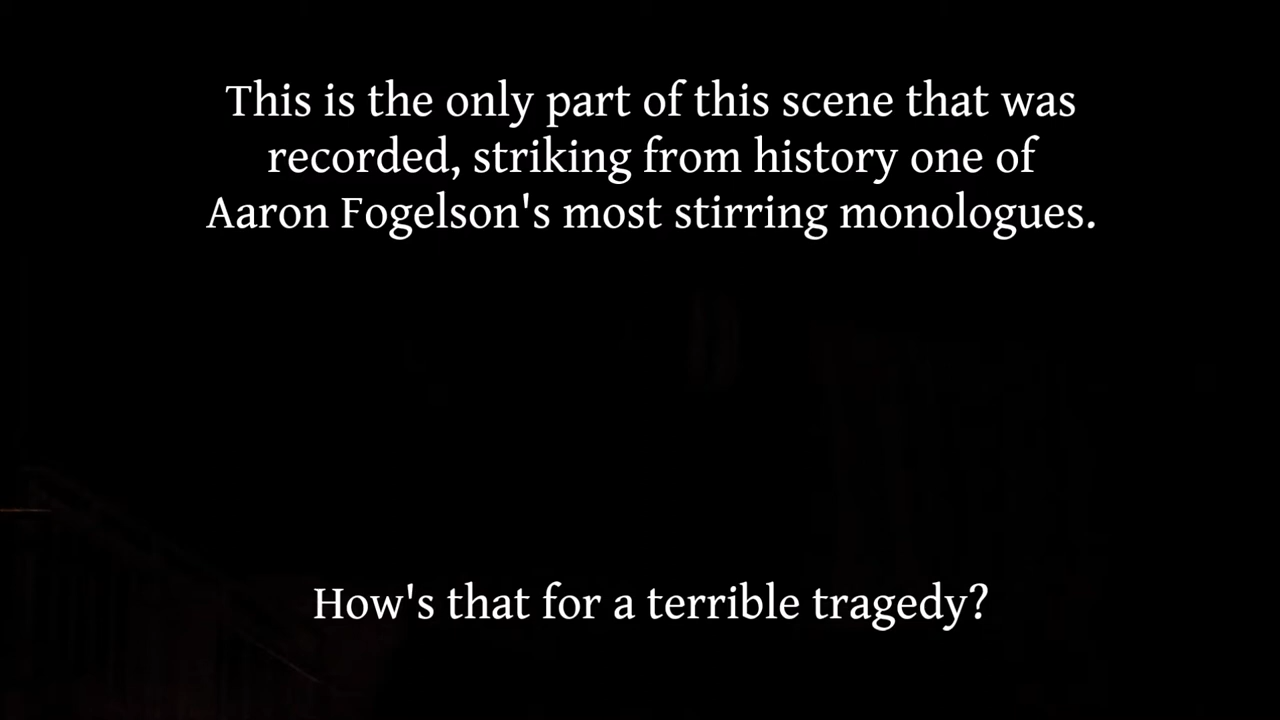 This is the only part of this scene that was
recorded, striking from history one of
Aaron Fogelson's most stirring monologues.
How's that for a terrible tragedy?